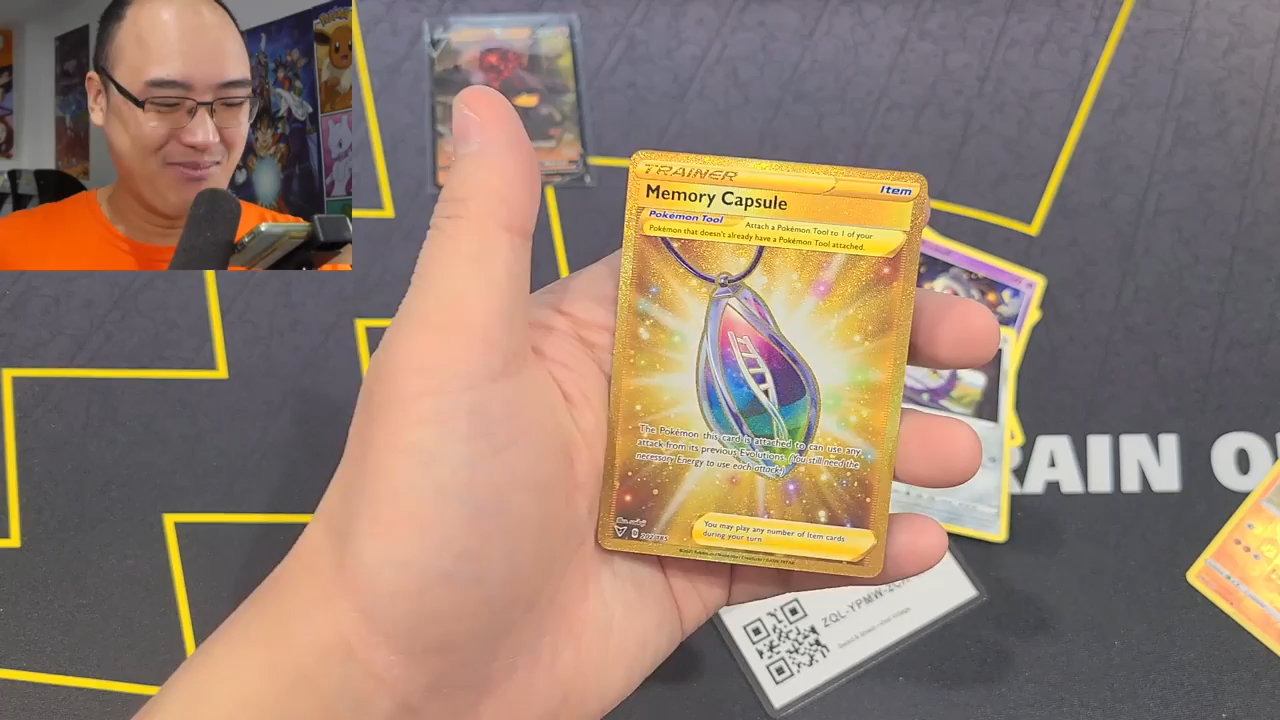 TRAINER
Item
Memory Capsule
Pokémon Tool
Attach a Pokémon Tool to 1 of your
Pokémon that doesn't already have a Pokémon Tool attached.
The Pokémon this card is attached to can use any
attack from its previous Evolutions. (You still need the
necessary Energy to use each attack.)
You may play any number of Item cards
during your turn.
RAIN O
ZQL-YPMW-